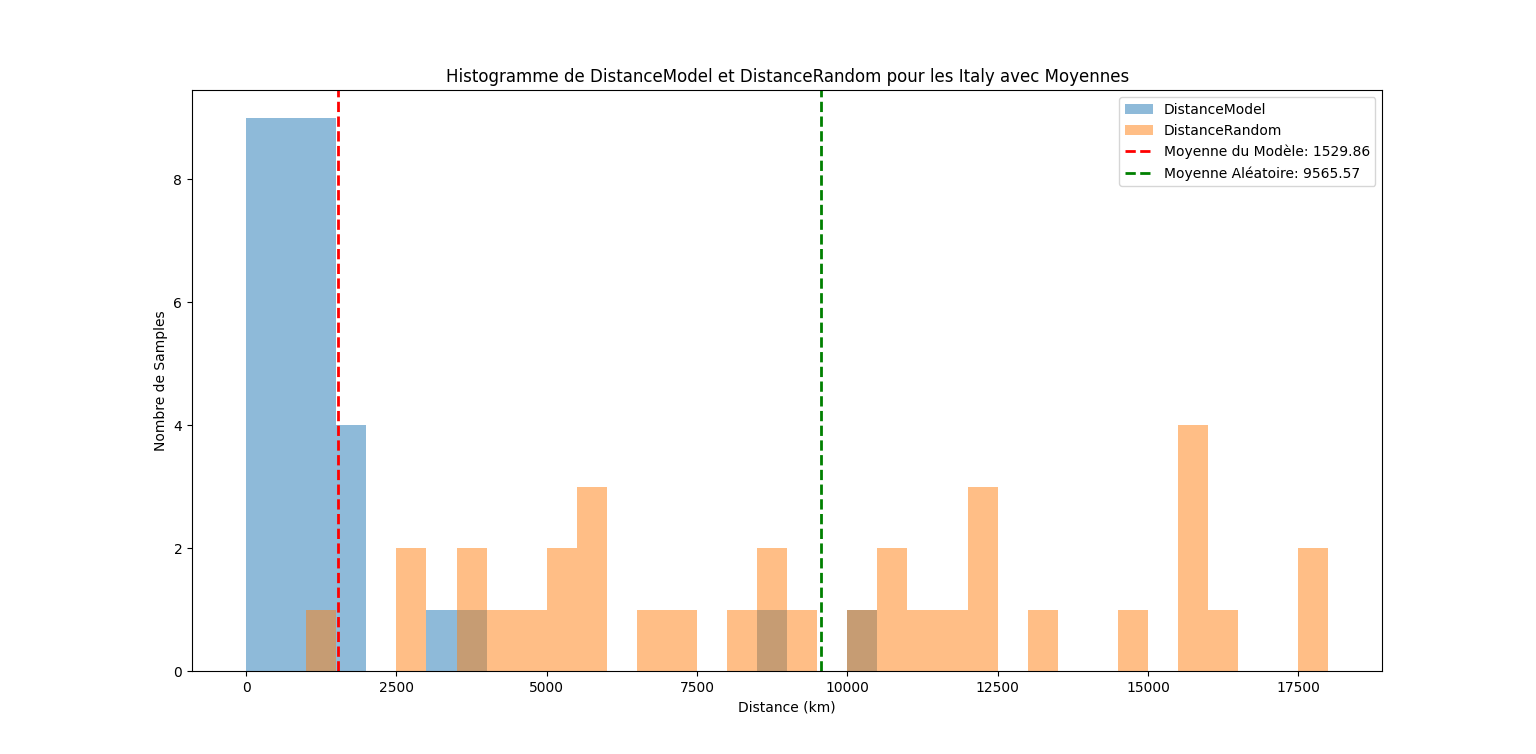 Histogramme de DistanceModel et DistanceRandom pour les Italy avec Moyennes
DistanceModel
DistanceRandom
Moyenne du Modèle: 1529.86
Moyenne Aléatoire: 9565.57
Nombre de Samples
8
6
4
2
0
0
2500
5000
7500
10000
12500
15000
17500
Distance (km)